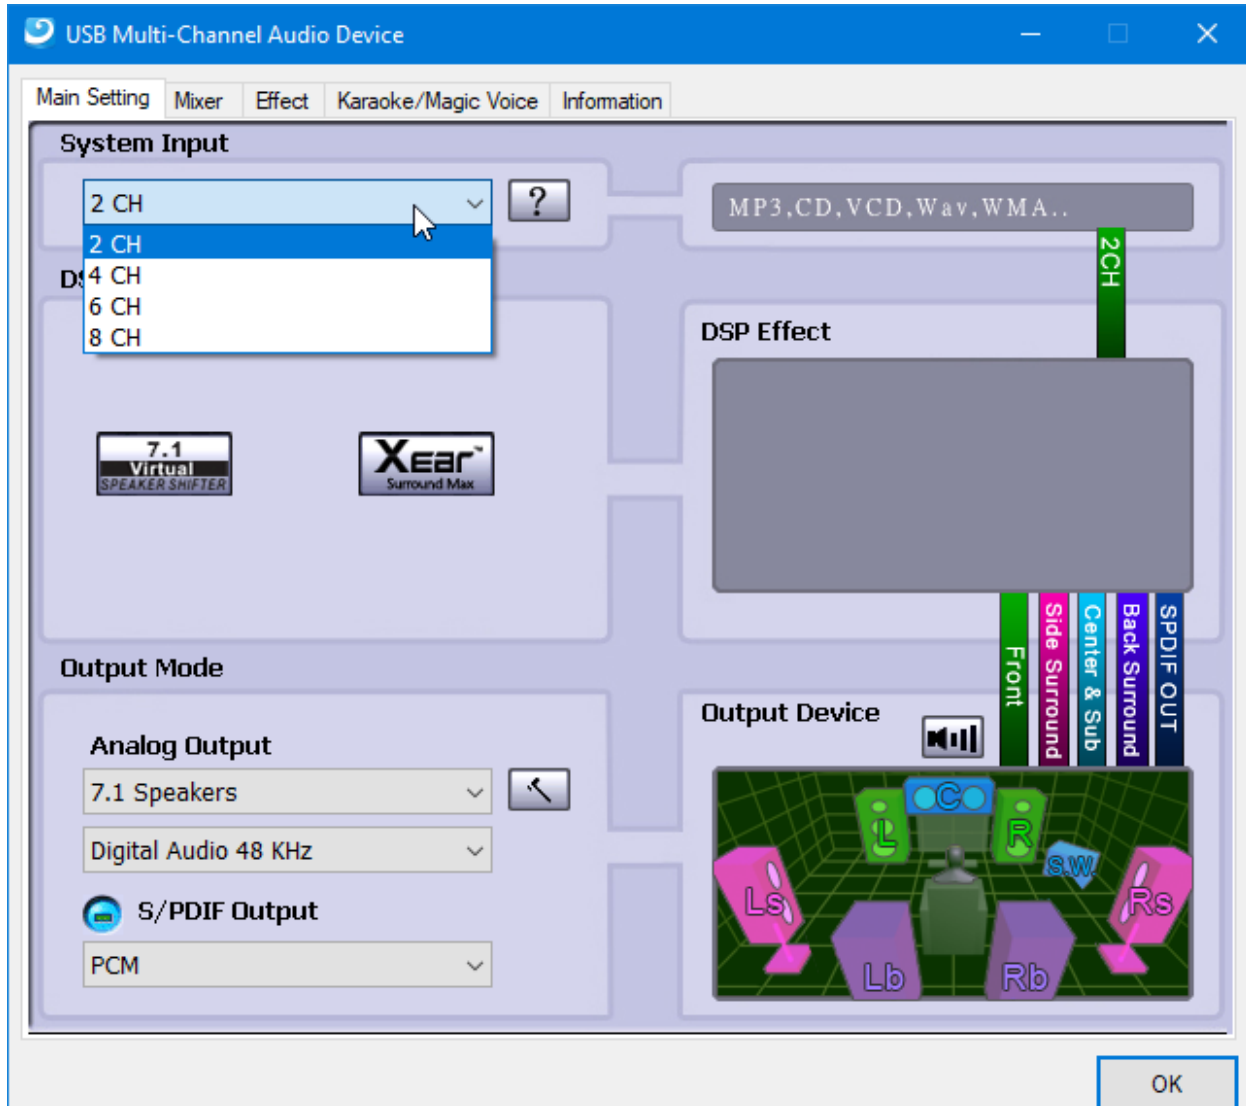 USB Multi-Channel Audio Device
Main Setting Mixer Effect Karaoke/Magic Voice Information
System Input
2 CH
?
MP3,CD,VCD,Wav,WMA..
2 CH
4 CH
6 CH
8 CH
2CH
DSP Effect
7.1
Virtual
SPEAKER SHIFTER
Xear™
Surround Max
Output Mode
Front
Side Surround
Center & Sub
Back Surround
SPDIF OUT
Analog Output
7.1 Speakers
Digital Audio 48 KHz
S/PDIF Output
PCM
Output Device
L C R
S.W.
Ls Rs
Lb Rb
OK